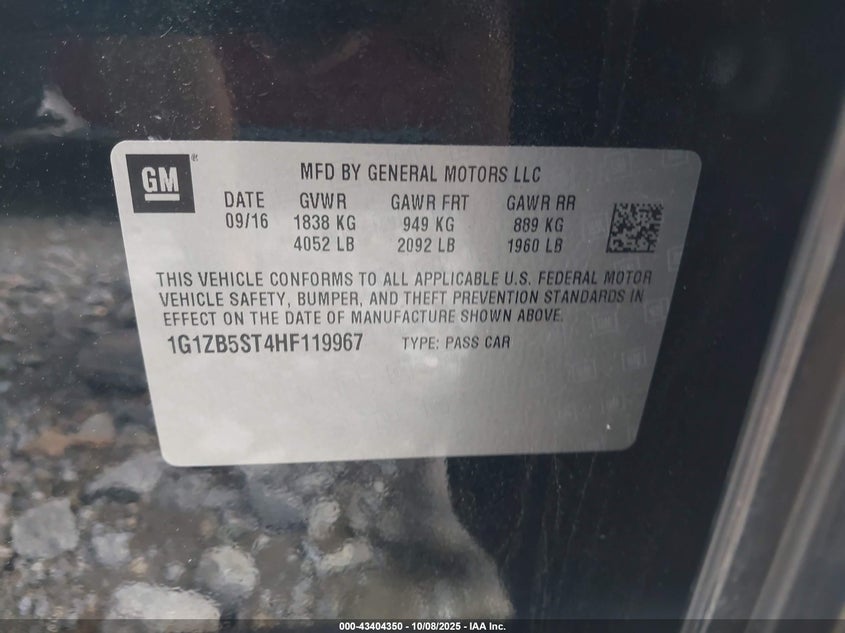 GM
MFD BY GENERAL MOTORS LLC
DATE GVWR GAWR FRT GAWR RR
09/16 1838 KG 949 KG 889 KG
4052 LB 2092 LB 1960 LB
THIS VEHICLE CONFORMS TO ALL APPLICABLE U.S. FEDERAL MOTOR
VEHICLE SAFETY, BUMPER, AND THEFT PREVENTION STANDARDS IN
EFFECT ON THE DATE OF MANUFACTURE SHOWN ABOVE.
1G1ZB5ST4HF119967 TYPE: PASS CAR
000-43404350 - 10/08/2025 - IAA Inc.